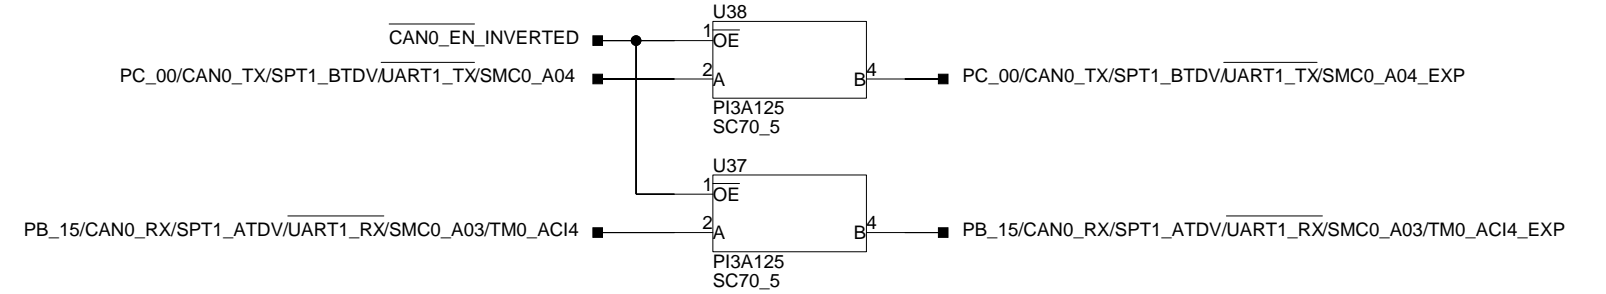 U38
CAN0_EN_INVERTED
1
OE
PC_00/CAN0_TX/SPT1_BTDV/UART1_TX/SMC0_A04
2
A
B
4
PC_00/CAN0_TX/SPT1_BTDV/UART1_TX/SMC0_A04_EXP
PI3A125
SC70_5
U37
1
OE
PB_15/CAN0_RX/SPT1_ATDV/UART1_RX/SMC0_A03/TM0_ACI4
2
A
B
4
PB_15/CAN0_RX/SPT1_ATDV/UART1_RX/SMC0_A03/TM0_ACI4_EXP
PI3A125
SC70_5